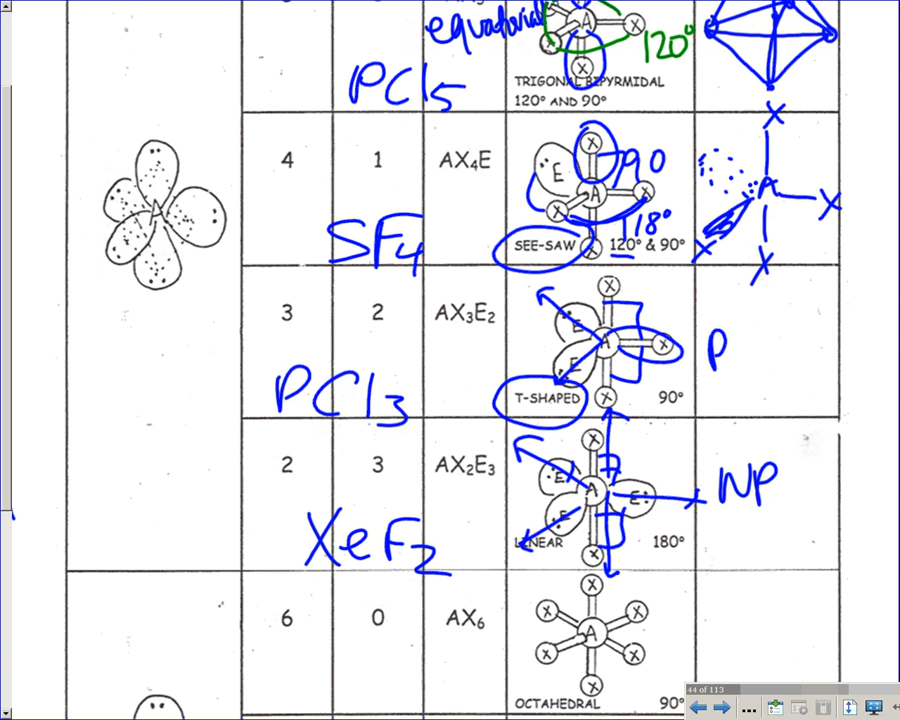 equatorial
A
X
X
X
120°
TRIGONAL BIPYRMIDAL
120° AND 90°
PCl5
4 1 AX4E
E A X X X X
90
118°
SEE-SAW 120° & 90°
SF4
X
A X
X
X
A
3 2 AX3E2
E E A X X X
T-SHAPED 90°
PCl3
P
2 3 AX2E3
E E E: A X X
LINEAR 180°
XeF2
NP
6 0 AX6
X X X A X X X
OCTAHEDRAL 90°
44 of 113